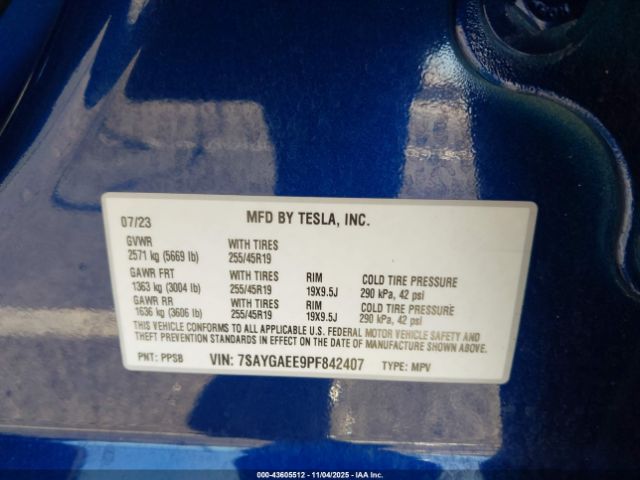 07/23 MFD BY TESLA, INC.
GVWR WITH TIRES
2571 kg (5669 lb) 255/45R19
GAWR FRT WITH TIRES RIM COLD TIRE PRESSURE
1363 kg (3004 lb) 255/45R19 19X9.5J 290 kPa, 42 psi
GAWR RR WITH TIRES RIM COLD TIRE PRESSURE
1636 kg (3606 lb) 255/45R19 19X9.5J 290 kPa, 42 psi
THIS VEHICLE CONFORMS TO ALL APPLICABLE U.S. FEDERAL MOTOR VEHICLE SAFETY AND
THEFT PREVENTION STANDARDS IN EFFECT ON THE DATE OF MANUFACTURE SHOWN ABOVE.
PNT: PPSB VIN: 7SAYGAEE9PF842407 TYPE: MPV
000-43605512 - 11/04/2025 - IAA Inc.